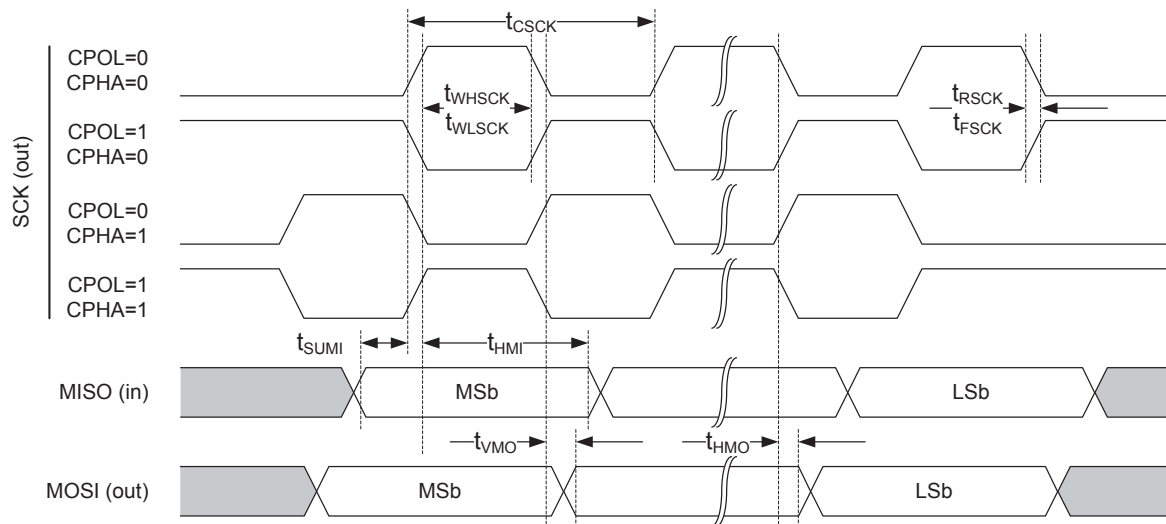 tCSCK
SCK (out)
CPOL=0
CPHA=0
tWHSCK
tWLSCK
tRSCK
tFSCK
CPOL=1
CPHA=0
CPOL=0
CPHA=1
CPOL=1
CPHA=1
tSUMI
tHMI
MISO (in)
MSb
LSb
tVMO
tHMO
MOSI (out)
MSb
LSb